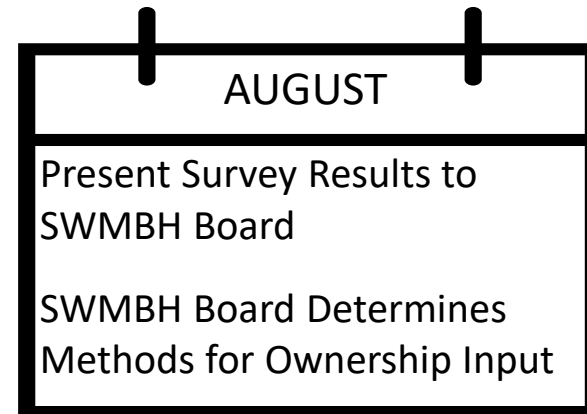 AUGUST
Present Survey Results to
SWMBH Board
SWMBH Board Determines
Methods for Ownership Input